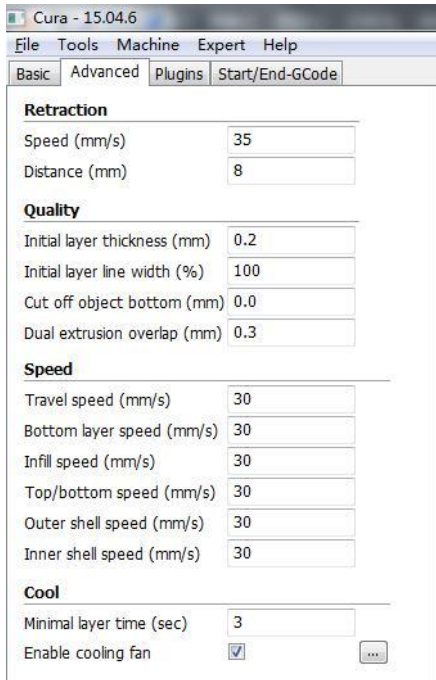 Cura - 15.04.6
File Tools Machine Expert Help
Basic Advanced Plugins Start/End-GCode
Retraction
Speed (mm/s) 35
Distance (mm) 8
Quality
Initial layer thickness (mm) 0.2
Initial layer line width (%) 100
Cut off object bottom (mm) 0.0
Dual extrusion overlap (mm) 0.3
Speed
Travel speed (mm/s) 30
Bottom layer speed (mm/s) 30
Infill speed (mm/s) 30
Top/bottom speed (mm/s) 30
Outer shell speed (mm/s) 30
Inner shell speed (mm/s) 30
Cool
Minimal layer time (sec) 3
Enable cooling fan ...